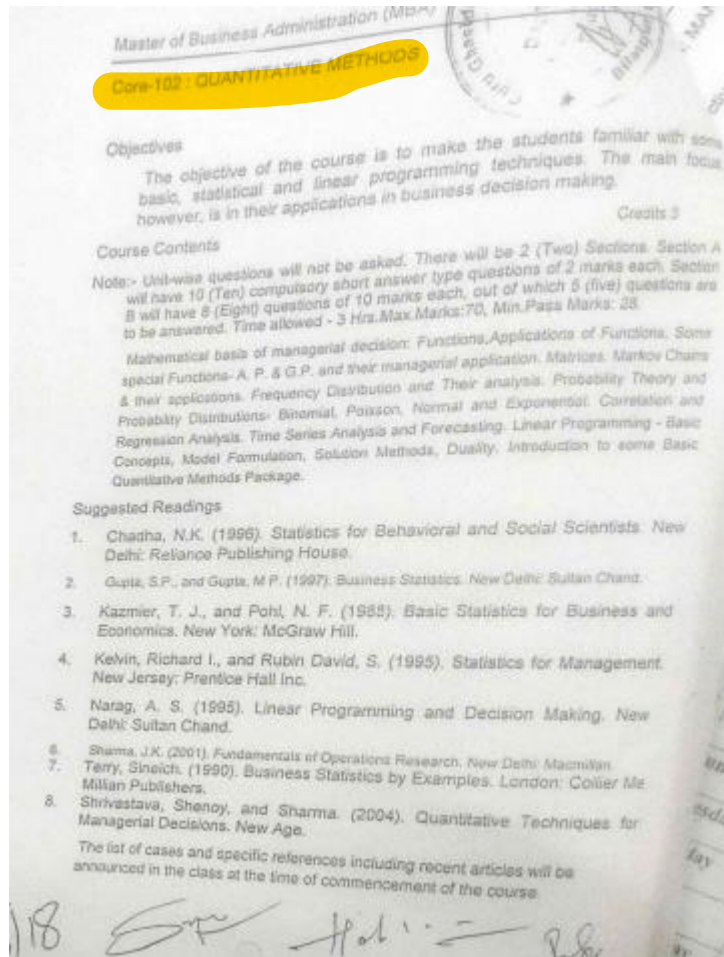 Master of Business Administration (MBA)
Core-102 : QUANTITATIVE METHODS
Objectives
The objective of the course is to make the students familiar with some
basic, statistical and linear programming techniques. The main focus
however, is in their applications in business decision making.
Credits 3
Course Contents
Note:- Unit-wise questions will not be asked. There will be 2 (Two) Sections. Section A
will have 10 (Ten) compulsory short answer type questions of 2 marks each. Section
B will have 8 (Eight) questions of 10 marks each, out of which 5 (five) questions are
to be answered. Time allowed - 3 Hrs. Max.Marks:70, Min.Pass Marks: 28.
Mathematical basis of managerial decision: Functions,Applications of Functions, Some
special Functions- A. P. & G.P. and their managerial application. Matrices. Markov Chains
& their applications. Frequency Distribution and Their analysis. Probability Theory and
Probability Distributions- Binomial, Poisson, Normal and Exponential. Correlation and
Regression Analysis. Time Series Analysis and Forecasting. Linear Programming - Basic
Concepts, Model Formulation, Solution Methods, Duality. Introduction to some Basic
Quantitative Methods Package.
Suggested Readings
1. Chadha, N.K. (1996). Statistics for Behavioral and Social Scientists. New
Delhi: Reliance Publishing House.
2. Gupta, S.P., and Gupta, M.P. (1997). Business Statistics. New Delhi: Sultan Chand.
3. Kazmier, T. J., and Pohl, N. F. (1988). Basic Statistics for Business and
Economics. New York: McGraw Hill.
4. Kelvin, Richard I., and Rubin David, S. (1995). Statistics for Management.
New Jersey: Prentice Hall Inc.
5. Narag, A. S. (1995). Linear Programming and Decision Making. New
Delhi: Sultan Chand.
6. Sharma, J.K. (2001). Fundamentals of Operations Research. New Delhi: Macmillan.
7. Terry, Sineich. (1990). Business Statistics by Examples. London: Collier Me
Millian Publishers.
8. Shrivastava, Shenoy, and Sharma. (2004). Quantitative Techniques for
Managerial Decisions. New Age.
The list of cases and specific references including recent articles will be
announced in the class at the time of commencement of the course.
18